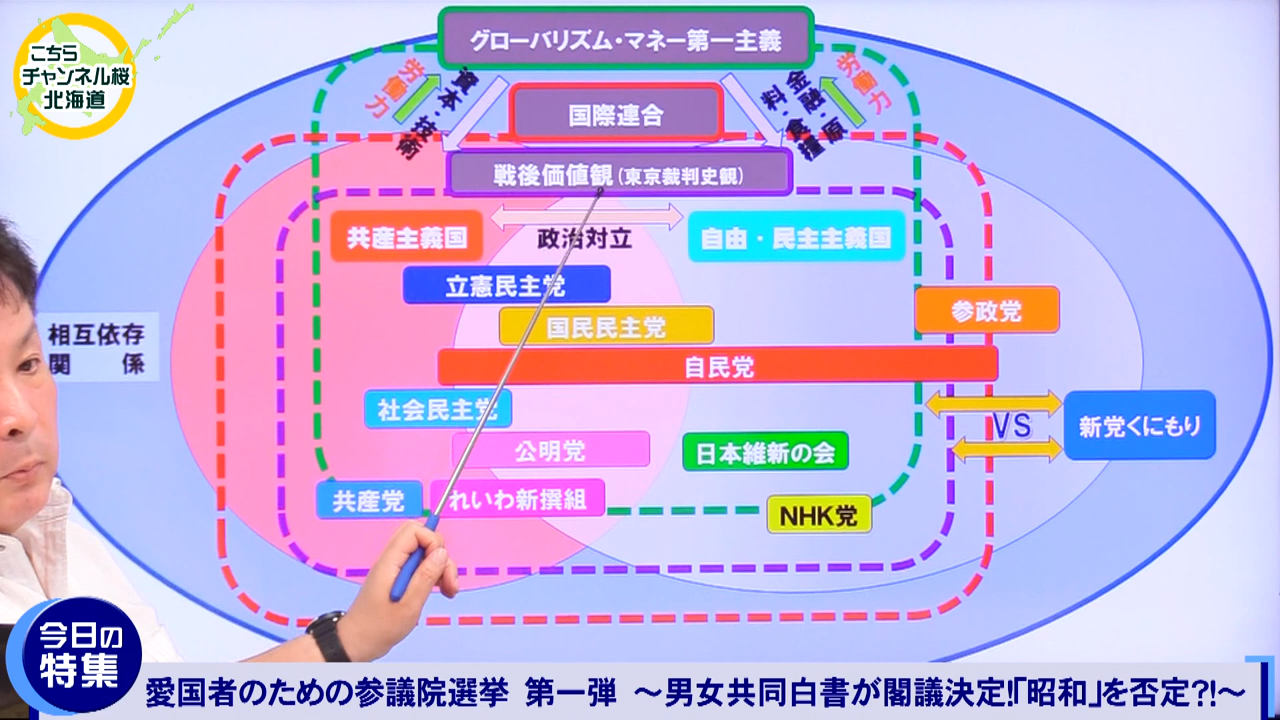 こちら
チャンネル桜
北海道
グローバリズム・マネー第一主義
労働力
資本・技術
国際連合
金融・原
料・食糧
労働力
戦後価値観(東京裁判史観)
共産主義国
政治対立
自由・民主主義国
立憲民主党
国民民主党
参政党
相互依存
関 係
自民党
社会民主党
VS
新党くにもり
公明党
日本維新の会
共産党
れいわ新撰組
NHK党
今日の
特集
愛国者のための参議院選挙 第一弾 ～男女共同白書が閣議決定!「昭和」を否定?!～